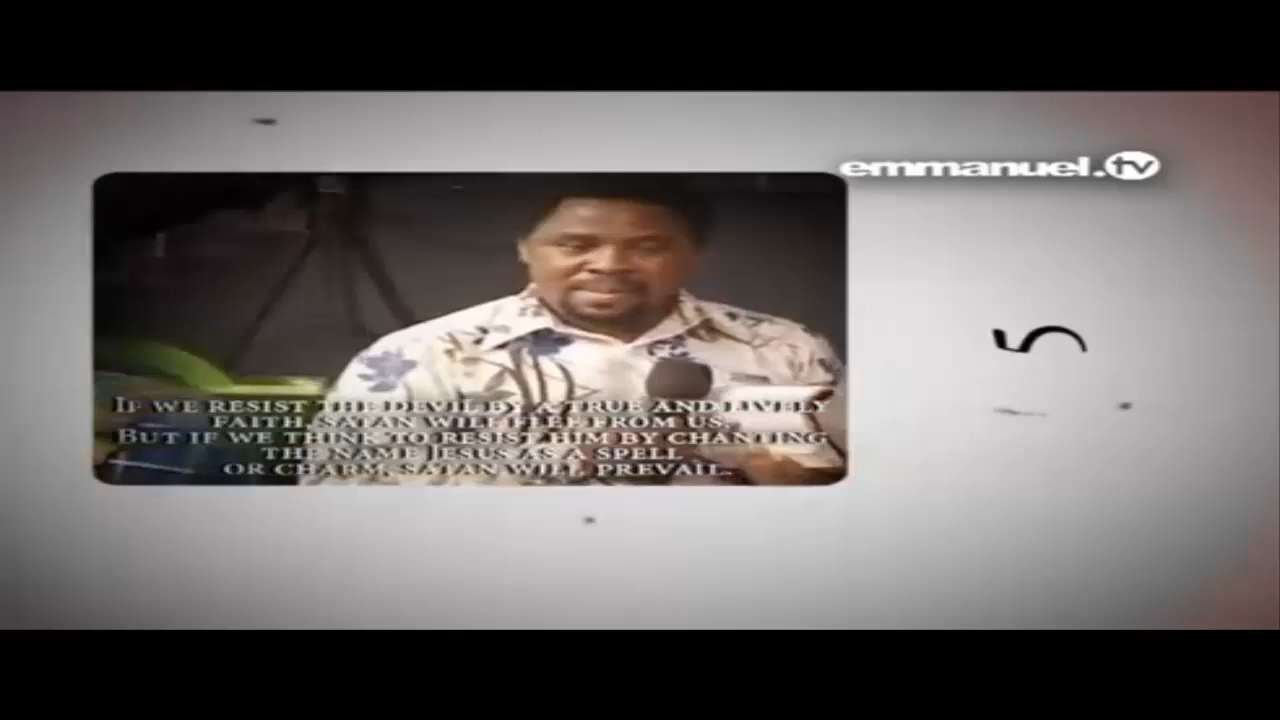 emmanuel.tv
IF WE RESIST THE DEVIL BY A TRUE AND LIVELY
FAITH, SATAN WILL FLEE FROM US.
BUT IF WE THINK TO RESIST HIM BY CHANTING
THE NAME JESUS AS A SPELL
OR CHARM, SATAN WILL PREVAIL.